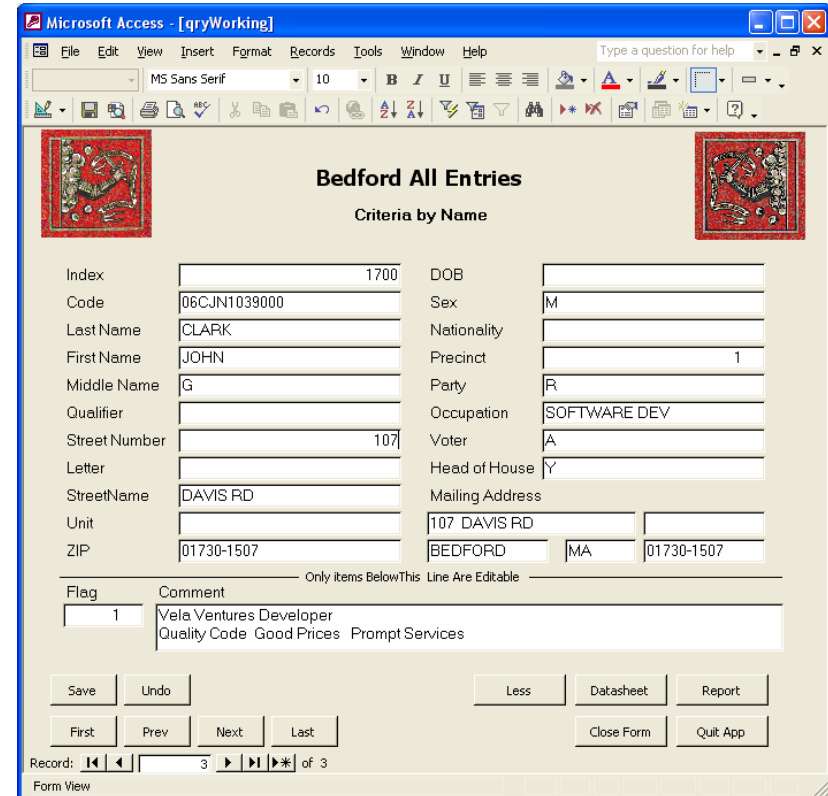 Microsoft Access - [qryWorking]
File Edit View Insert Format Records Tools Window Help Type a question for help
MS Sans Serif 10 B I U A
ABC
Bedford All Entries
Criteria by Name
Index 1700 DOB
Code 06CJN1039000 Sex M
Last Name CLARK Nationality
First Name JOHN Precinct 1
Middle Name G Party R
Qualifier Occupation SOFTWARE DEV
Street Number 107 Voter A
Letter Head of House Y
StreetName DAVIS RD Mailing Address
Unit 107 DAVIS RD
ZIP 01730-1507 BEDFORD MA 01730-1507
Only items BelowThis Line Are Editable
Flag Comment
1 Vela Ventures Developer
Quality Code Good Prices Prompt Services
Save Undo Less Datasheet Report
First Prev Next Last Close Form Quit App
Record: 3 of 3
Form View